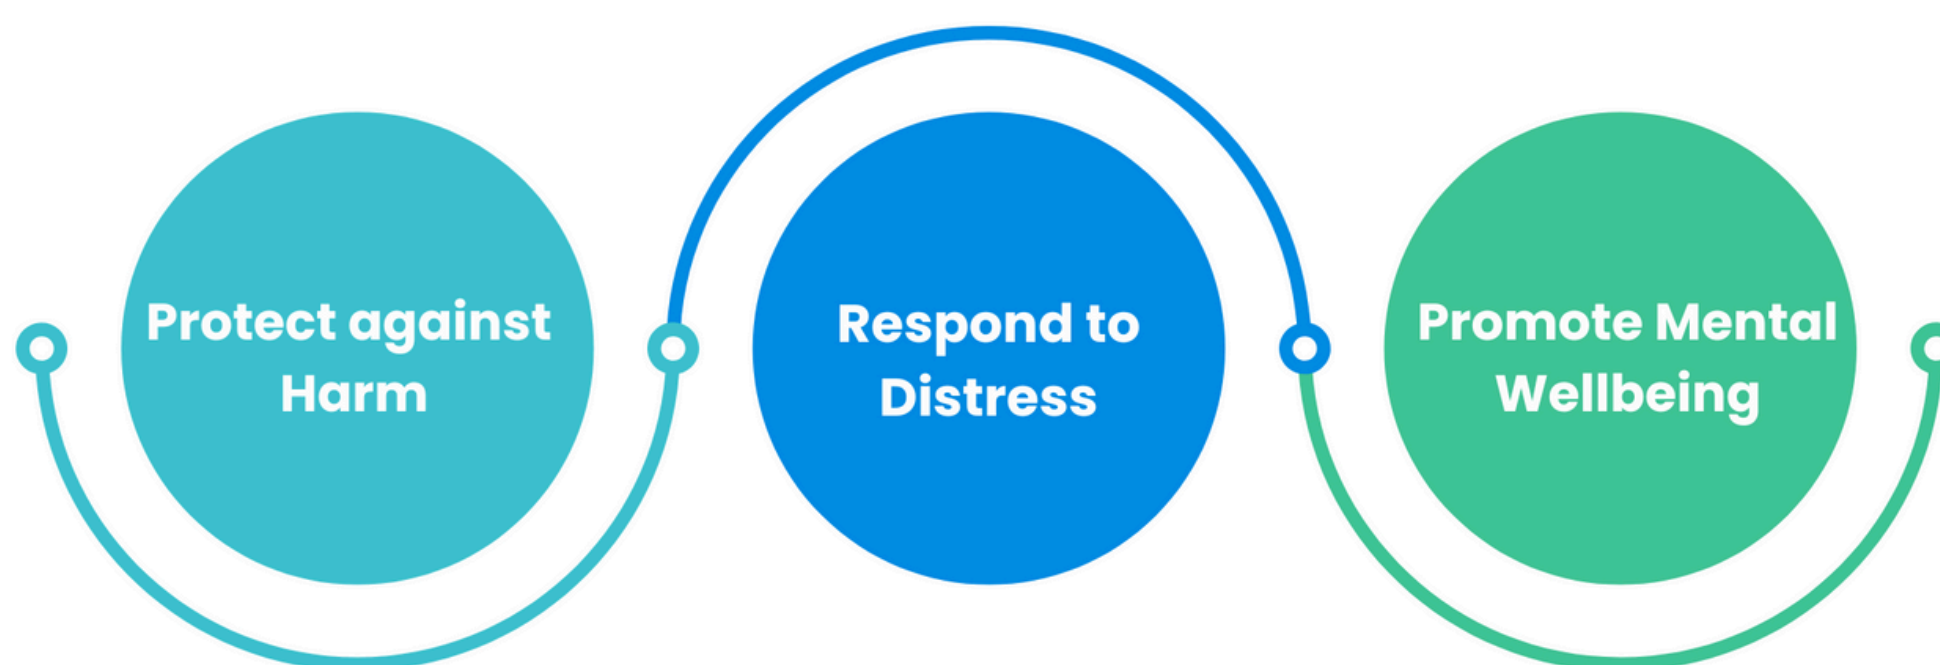 Protect against
Harm
Respond to
Distress
Promote Mental
Wellbeing